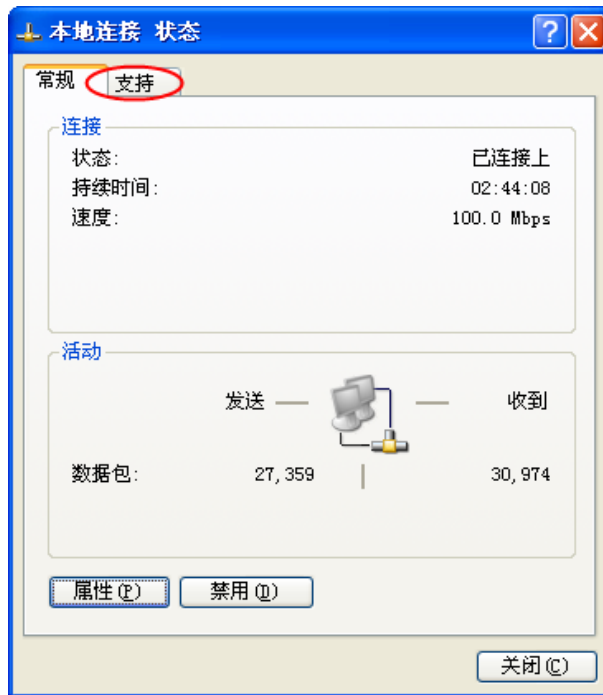 本地连接 状态
常规 支持
连接
状态: 已连接上
持续时间: 02:44:08
速度: 100.0 Mbps
活动
发送 — — 收到
数据包: 27,359 | 30,974
属性(P) 禁用(D)
关闭(C)